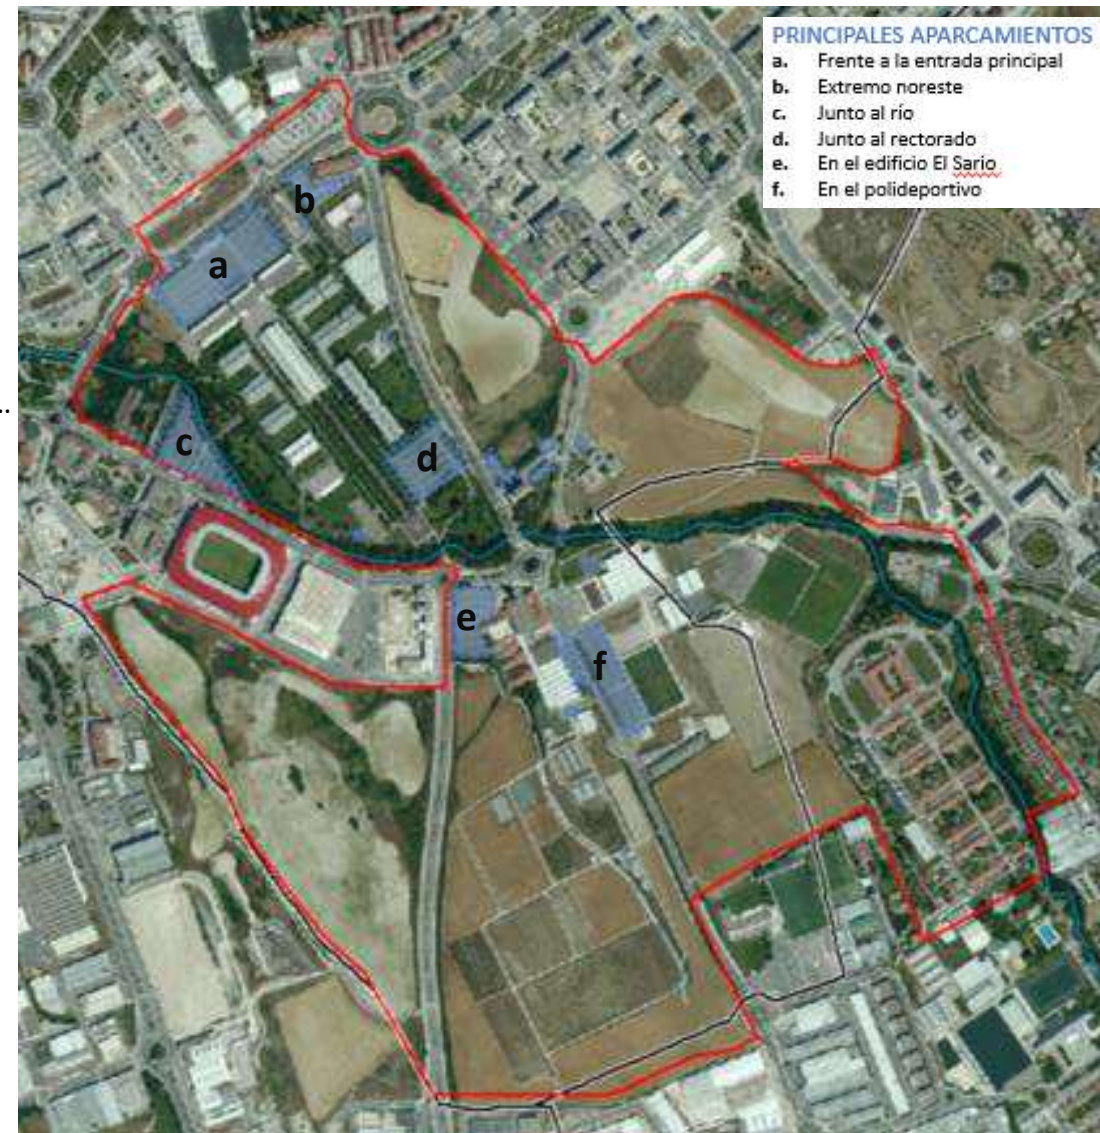 PRINCIPALES APARCAMIENTOS
a. Frente a la entrada principal
b. Extremo noreste
c. Junto al río
d. Junto al rectorado
e. En el edificio El Sario
f. En el polideportivo
b
a
..
c
d
e
f